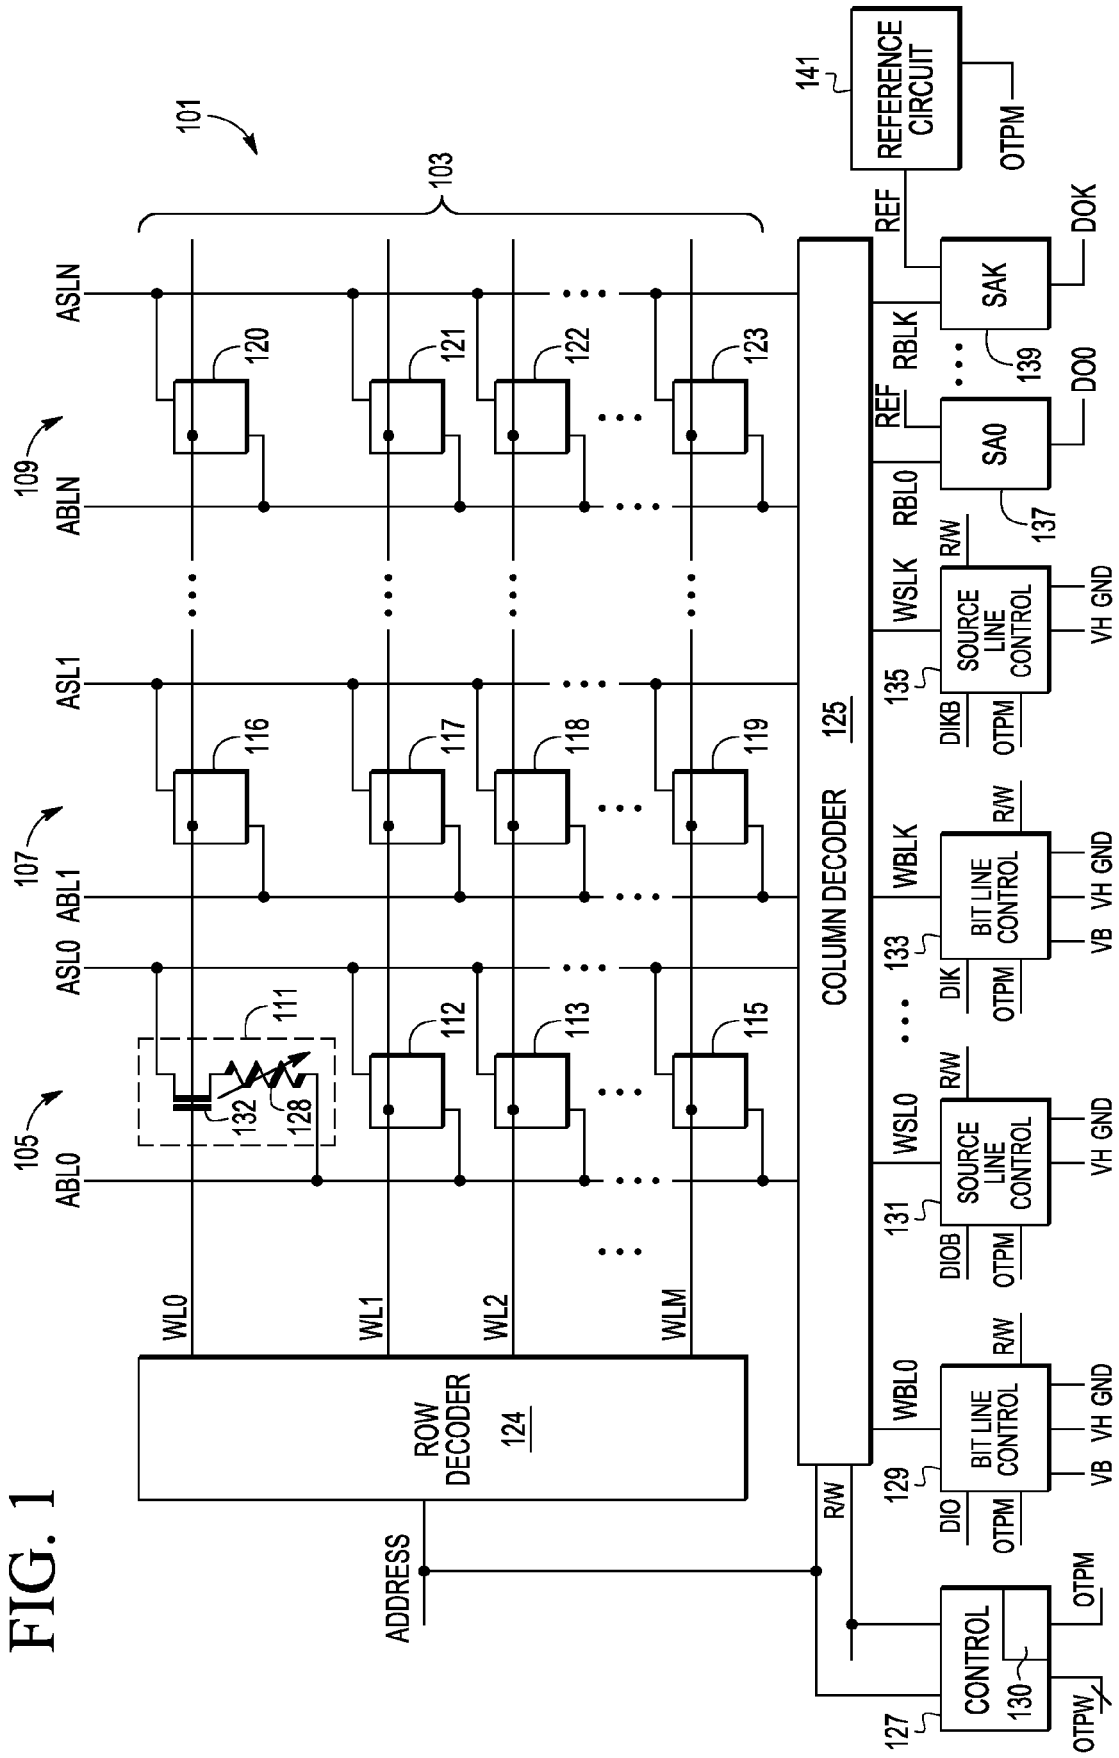 FIG. 1
101
103
105
107
109
ABL0
ASL0
ABL1
ASL1
ABLN
ASLN
111
132
128
116
120
WL0
112
117
121
WL1
113
118
122
WL2
115
119
123
WLM
ROW
DECODER
124
ADDRESS
R/W
COLUMN DECODER
125
CONTROL
127
130
OTPW
OTPM
WBL0
129
BIT LINE
CONTROL
DIO
OTPM
R/W
VB
VH
GND
WSL0
131
SOURCE
LINE
CONTROL
DIOB
OTPM
R/W
VH
GND
WBLK
133
BIT LINE
CONTROL
DIK
OTPM
R/W
VB
VH
GND
WSLK
135
SOURCE
LINE
CONTROL
DIKB
OTPM
R/W
VH
GND
RBL0
REF
SA0
137
DO0
RBLK
REF
SAK
139
DOK
141
REFERENCE
CIRCUIT
OTPM